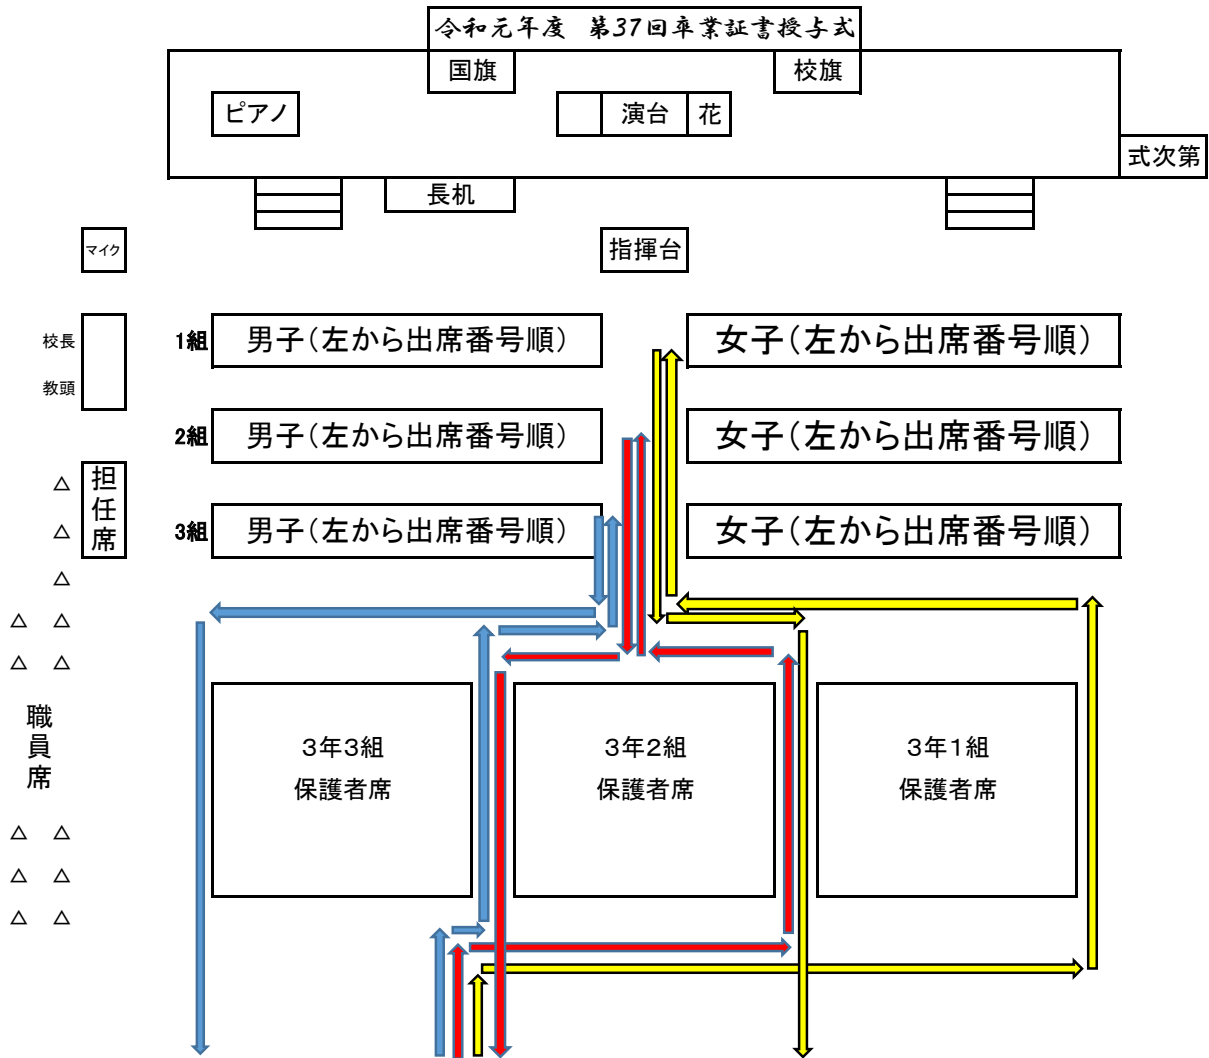 令和元年度 第37回卒業証書授与式
国旗
校旗
ピアノ
演台
花
式次第
長机
マイク
指揮台
校長
教頭
1組
男子(左から出席番号順)
女子(左から出席番号順)
2組
男子(左から出席番号順)
女子(左から出席番号順)
担任席
3組
男子(左から出席番号順)
女子(左から出席番号順)
職員席
3年3組
保護者席
3年2組
保護者席
3年1組
保護者席